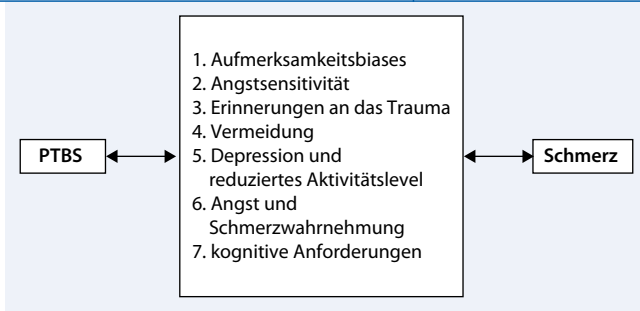 1. Aufmerksamkeitsbiases
2. Angstsensitivität
3. Erinnerungen an das Trauma
4. Vermeidung
PTBS
5. Depression und
reduziertes Aktivitätslevel
6. Angst und
Schmerzwahrnehmung
7. kognitive Anforderungen
Schmerz